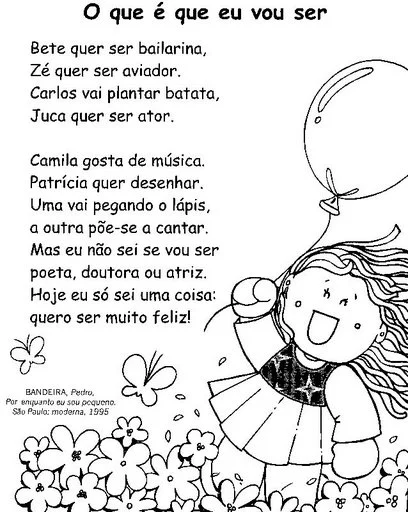 O que é que eu vou ser
Bete quer ser bailarina,
Zé quer ser aviador.
Carlos vai plantar batata,
Juca quer ser ator.
Camila gosta de música.
Patrícia quer desenhar.
Uma vai pegando o lápis,
a outra põe-se a cantar.
Mas eu não sei se vou ser
poeta, doutora ou atriz.
Hoje eu só sei uma coisa:
quero ser muito feliz!
BANDEIRA, Pedro,
Por enquanto eu sou pequeno.
São Paulo: moderna, 1995